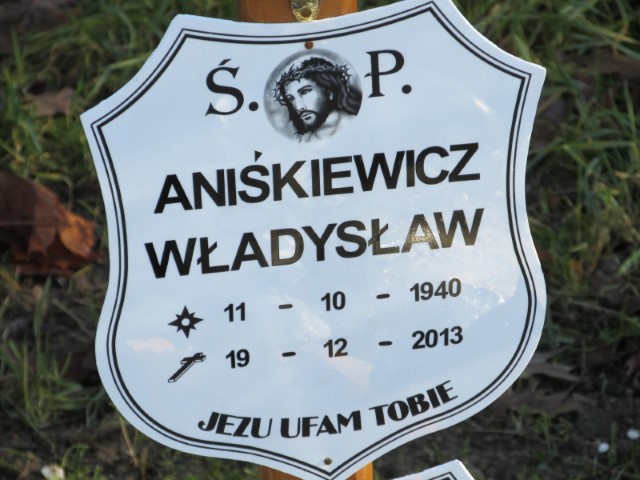 Ś. P.
ANIŚKIEWICZ
WŁADYSŁAW
11 - 10 - 1940
19 - 12 - 2013
JEZU UFAM TOBIE